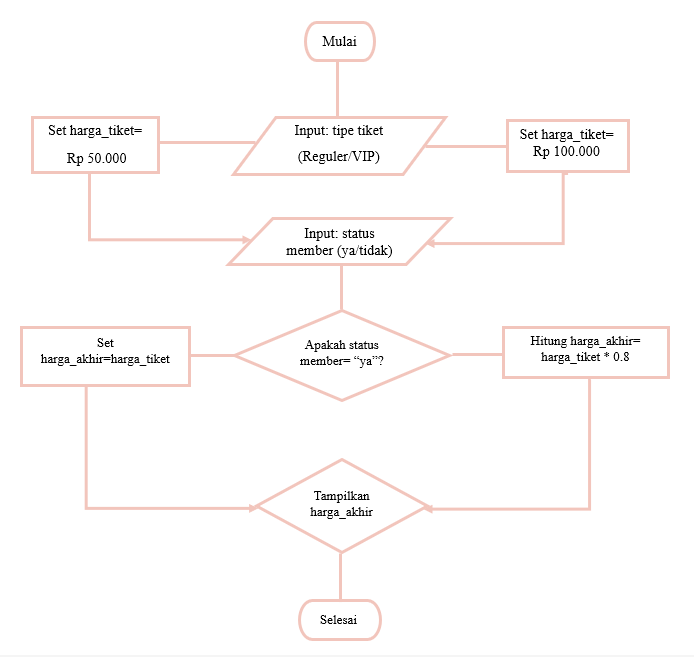 Mulai
Set harga_tiket=
Rp 50.000
Input: tipe tiket
(Reguler/VIP)
Set harga_tiket=
Rp 100.000
Input: status
member (ya/tidak)
Set
harga_akhir=harga_tiket
Apakah status
member= “ya”?
Hitung harga_akhir=
harga_tiket * 0.8
Tampilkan
harga_akhir
Selesai